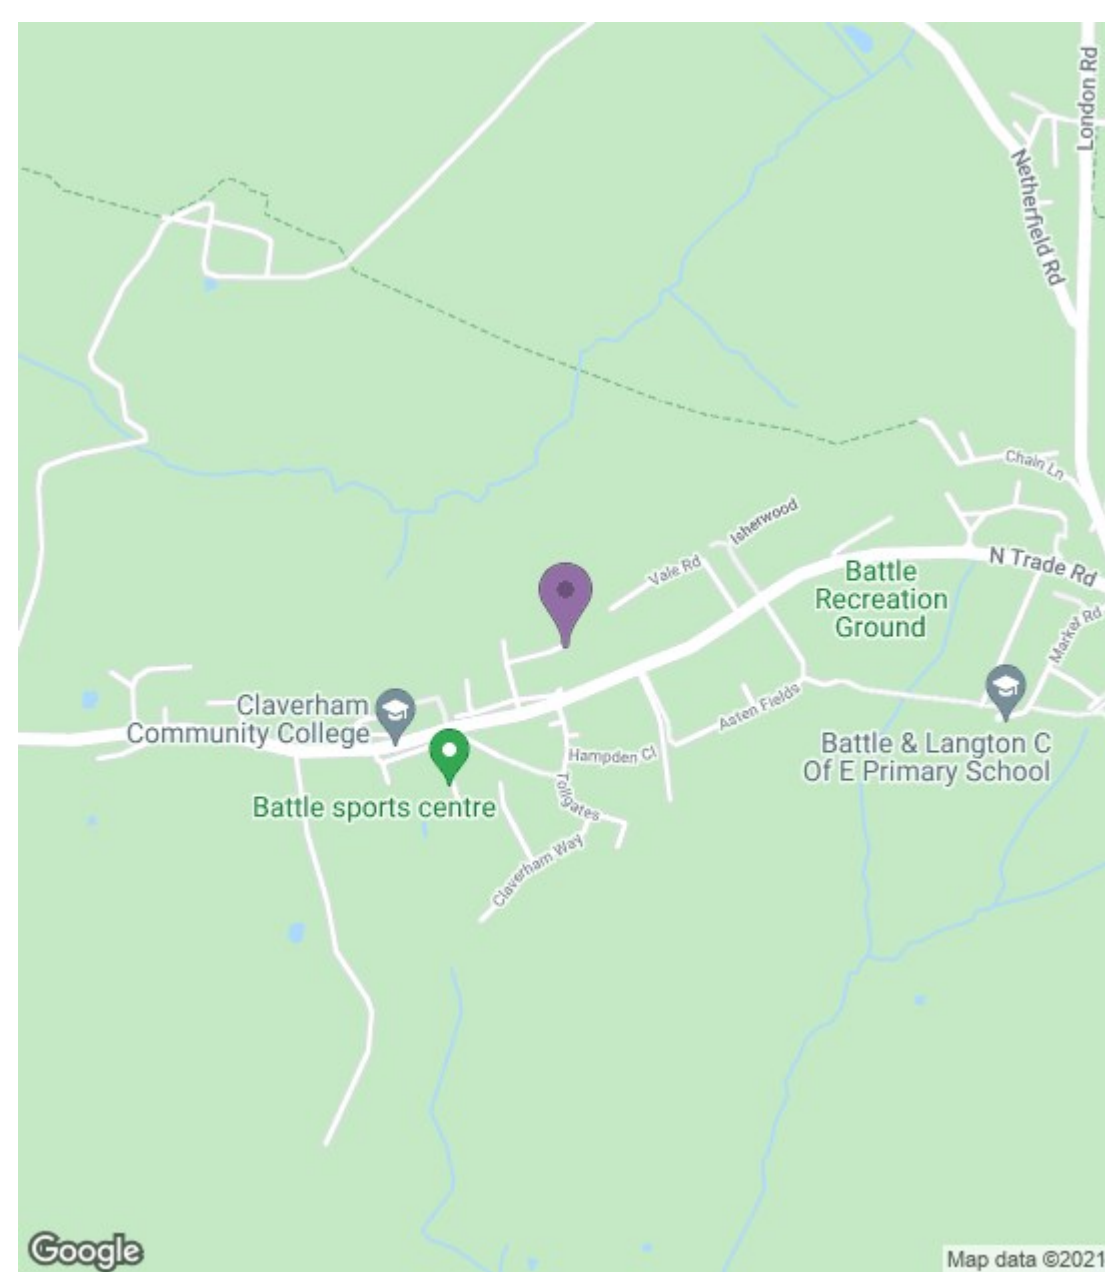 London Rd
Netherfield Rd
Chain Ln
Isherwood
N Trade Rd
Vale Rd
Battle
Recreation
Ground
Marker Rd
Claverham
Community College
Aaten Fields
Hampden Cl
Battle & Langton C
Of E Primary School
Tollgates
Battle sports centre
Claverham Way
Google
Map data ©2021